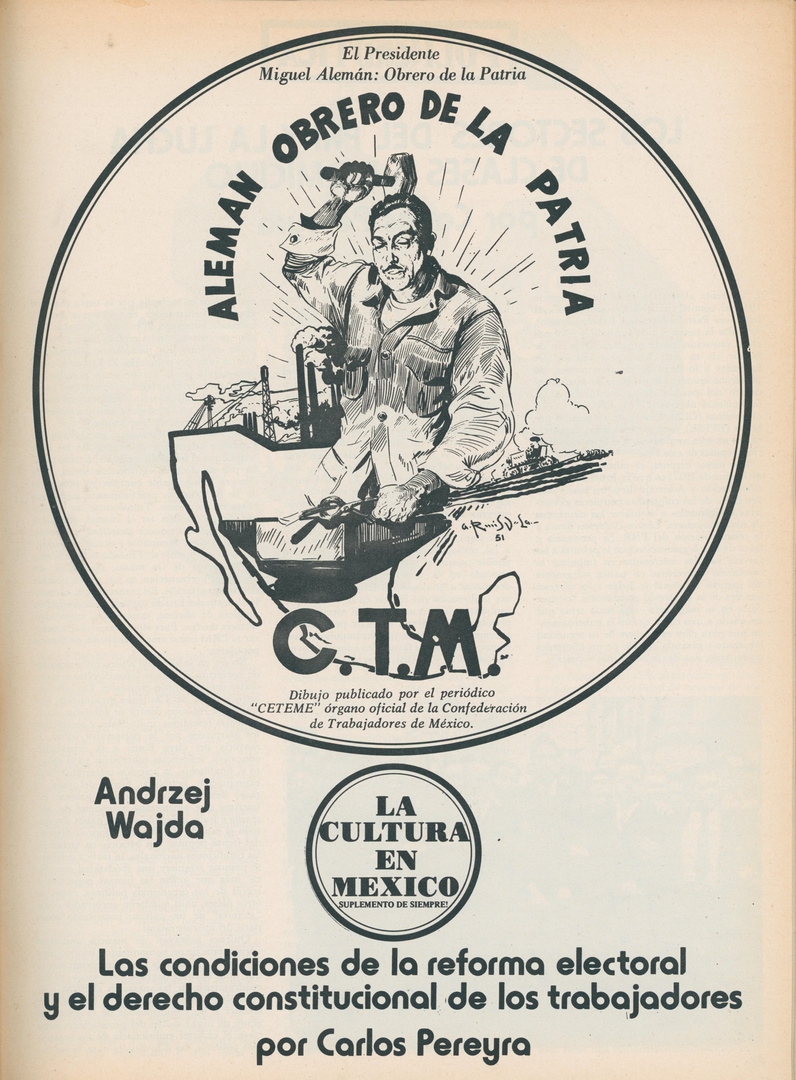 El Presidente
Miguel Alemán: Obrero de la Patria
ALEMAN OBRERO DE LA PATRIA
51
C.T.M.
Dibujo publicado por el periódico
"CETEME" órgano oficial de la Confederación
de Trabajadores de México.
Andrzej
Wajda
LA
CULTURA
EN
MEXICO
SUPLEMENTO DE SIEMPRE!
Las condiciones de la reforma electoral
y el derecho constitucional de los trabajadores
por Carlos Pereyra